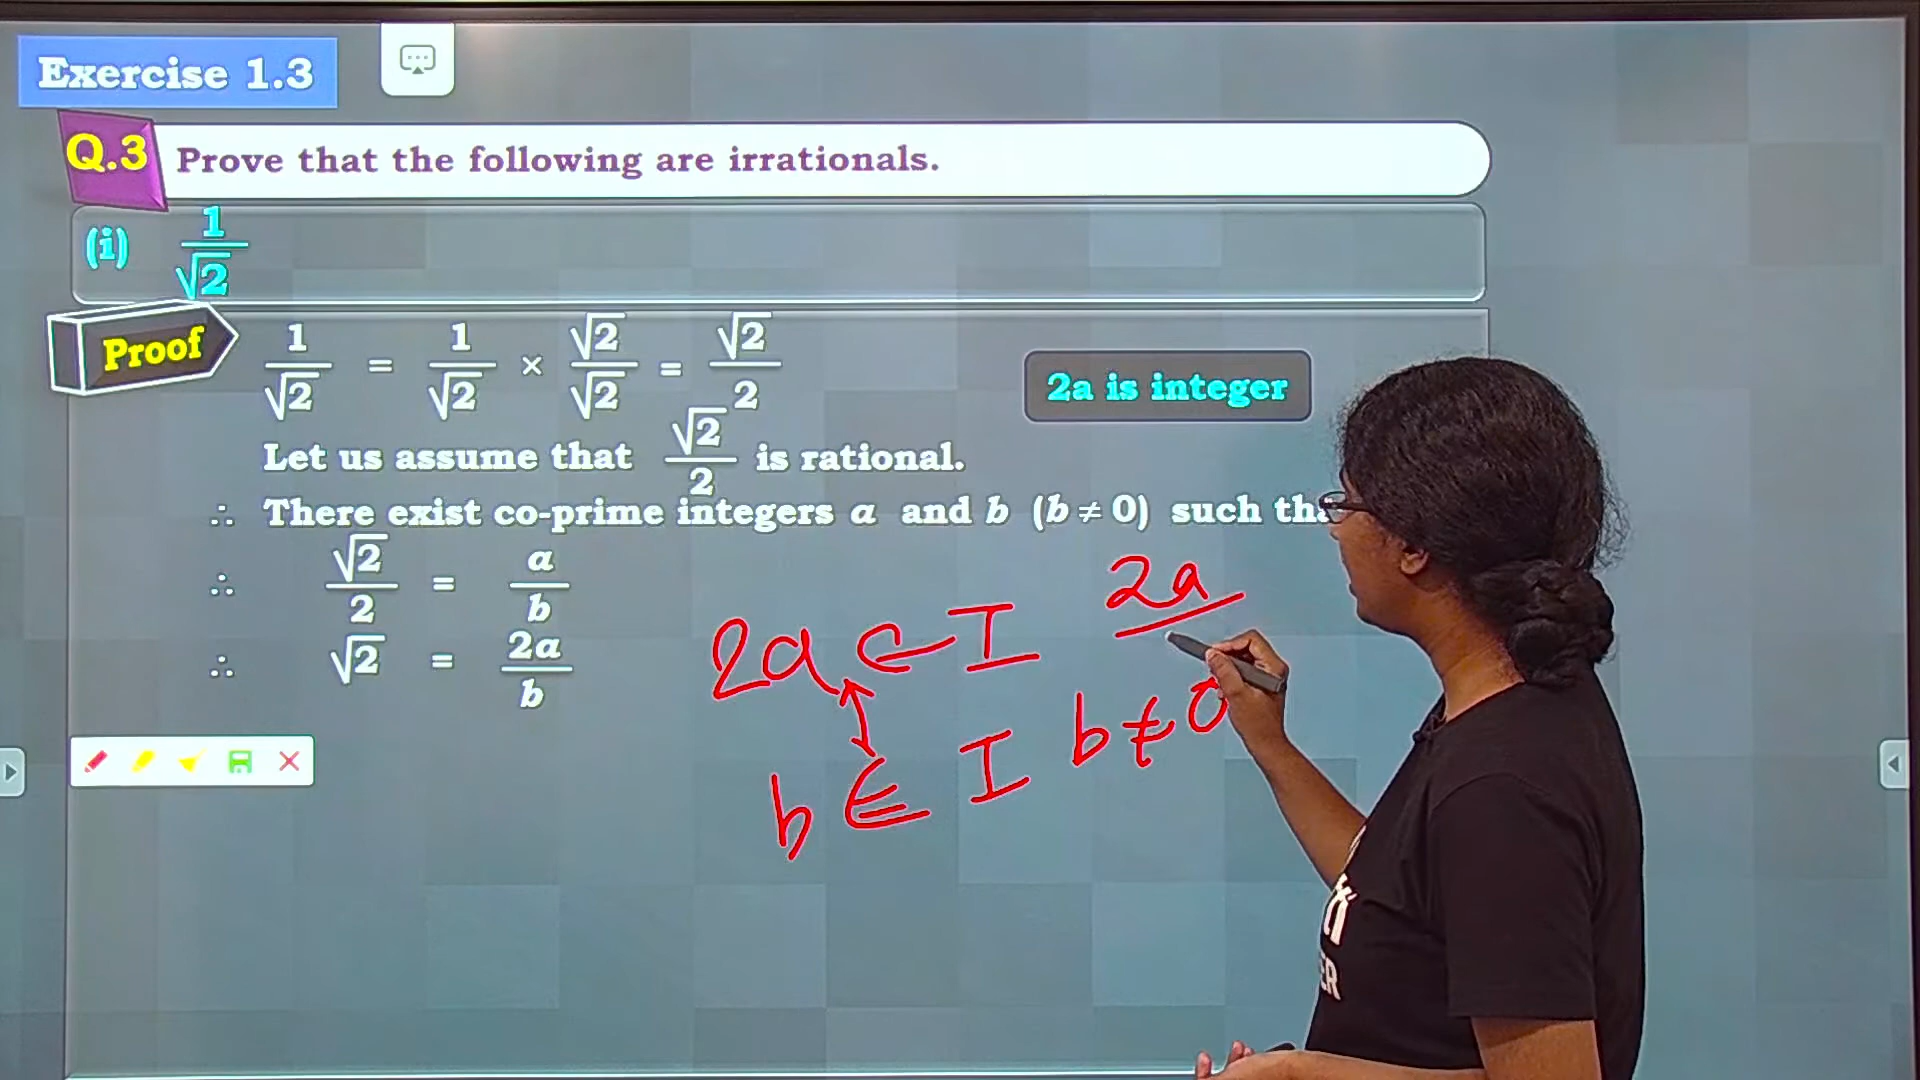 Exercise 1.3
Q.3 Prove that the following are irrationals.
(i) 1/√2
Proof 1/√2 = 1/√2 × √2/√2 = √2/2
2a is integer
Let us assume that √2/2 is rational.
∴ There exist co-prime integers a and b (b ≠ 0) such tha
∴ √2/2 = a/b
∴ √2 = 2a/b
2a ∈ I 2a
b ∈ I b ≠ 0
ER